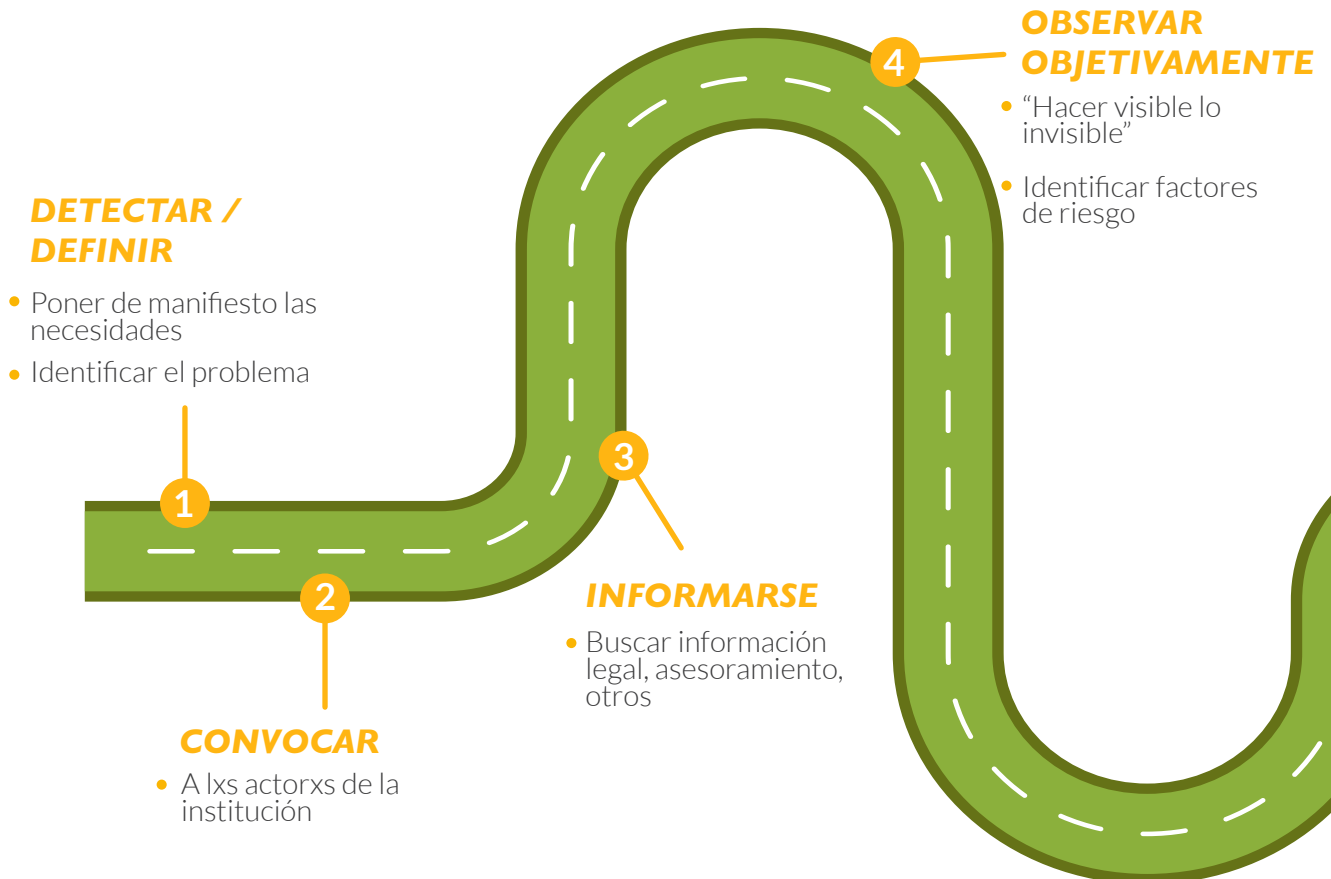 1
DETECTAR /
DEFINIR
• Poner de manifiesto las
necesidades
• Identificar el problema
2
CONVOCAR
• A lxs actorxs de la
institución
3
INFORMARSE
• Buscar información
legal, asesoramiento,
otros
4
OBSERVAR
OBJETIVAMENTE
• “Hacer visible lo
invisible”
• Identificar factores
de riesgo